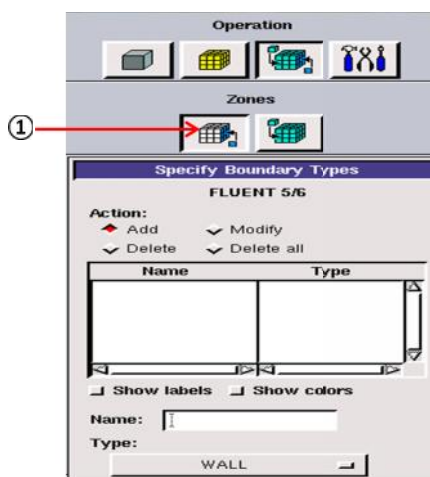 Operation
Zones
①
Specify Boundary Types
FLUENT 5/6
Action:
Add Modify
Delete Delete all
Name Type
Show labels Show colors
Name:
Type:
WALL